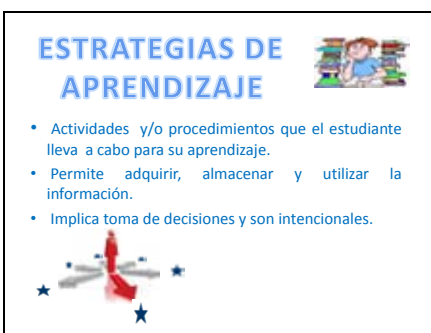 ESTRATEGIAS DE
APRENDIZAJE
• Actividades y/o procedimientos que el estudiante
lleva a cabo para su aprendizaje.
• Permite adquirir, almacenar y utilizar la
información.
• Implica toma de decisiones y son intencionales.